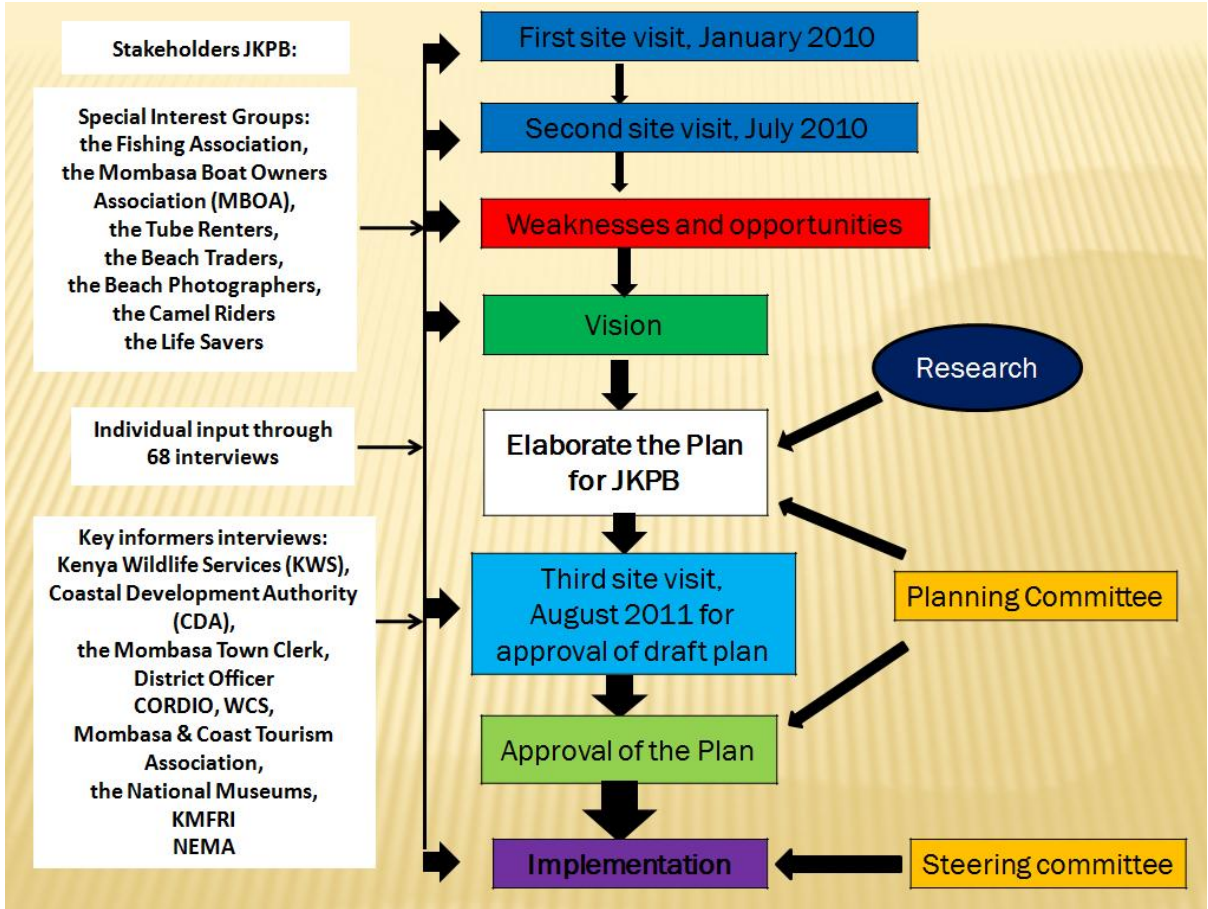 Stakeholders JKPB:
Special Interest Groups:
the Fishing Association,
the Mombasa Boat Owners
Association (MBOA),
the Tube Renters,
the Beach Traders,
the Beach Photographers,
the Camel Riders
the Life Savers
Individual input through
68 interviews
Key informers interviews:
Kenya Wildlife Services (KWS),
Coastal Development Authority
(CDA),
the Mombasa Town Clerk,
District Officer
CORDIO, WCS,
Mombasa & Coast Tourism
Association,
the National Museums,
KMFRI
NEMA
First site visit, January 2010
Second site visit, July 2010
Weaknesses and opportunities
Vision
Elaborate the Plan
for JKPB
Third site visit,
August 2011 for
approval of draft plan
Approval of the Plan
Implementation
Research
Planning Committee
Steering committee